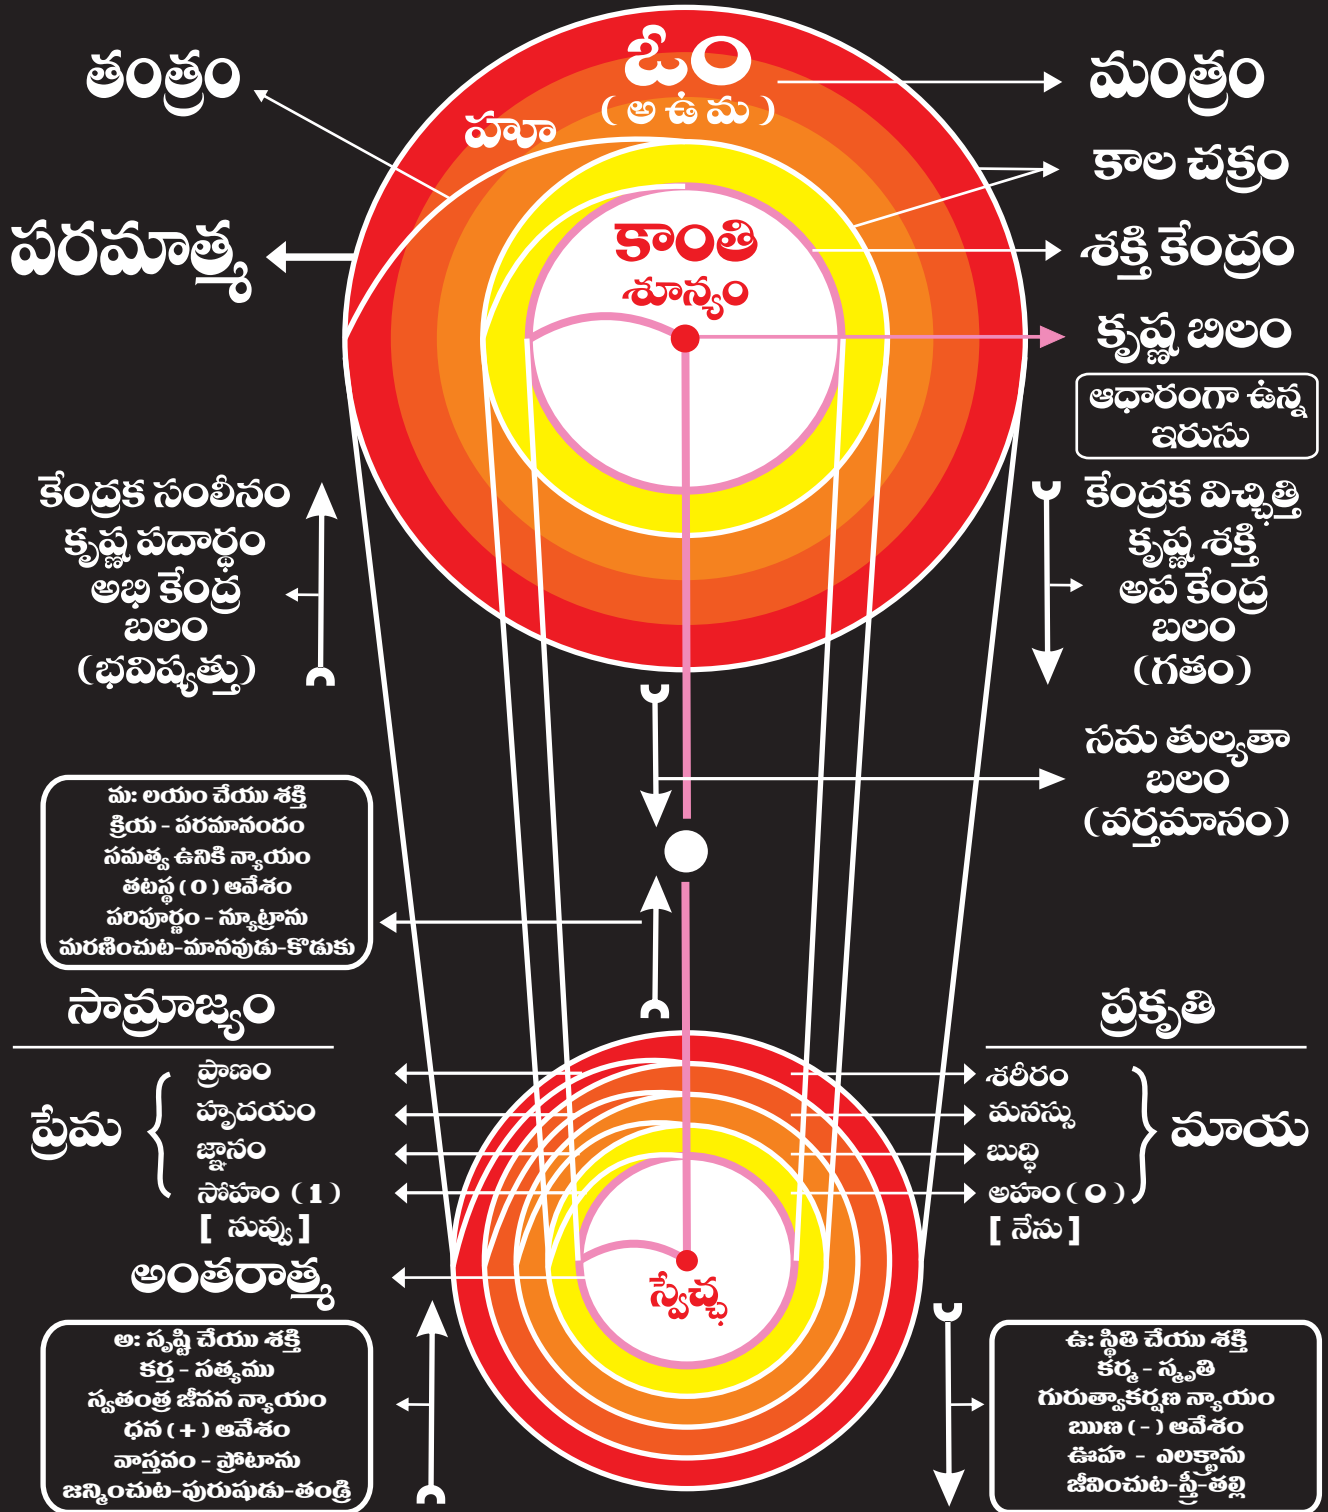 ఓం
( అ ఉ మ )
హూ
తంత్రం
మంత్రం
కాల చక్రం
పరమాత్మ
శక్తి కేంద్రం
కాంతి
శూన్యం
కృష్ణ బిలం
ఆధారంగా ఉన్న
ఇరుసు
కేంద్రక సంలీనం
కృష్ణ పదార్థం
అభి కేంద్ర
బలం
(భవిష్యత్తు)
కేంద్రక విచ్ఛిత్తి
కృష్ణ శక్తి
అప కేంద్ర
బలం
(గతం)
సమ తుల్యతా
బలం
(వర్తమానం)
మ: లయం చేయు శక్తి
క్రియ - పరమానందం
సమత్వ ఉనికి న్యాయం
తటస్థ ( 0 ) ఆవేశం
పరిపూర్ణం - న్యూట్రాను
మరణించుట-మానవుడు-కొడుకు
సామ్రాజ్యం
ప్రేమ
ప్రాణం
హృదయం
జ్ఞానం
సోహం ( 1 )
[ నువ్వు ]
అంతరాత్మ
ప్రకృతి
శరీరం
మనస్సు
బుద్ధి
అహం ( 0 )
[ నేను ]
మాయ
స్వేచ్ఛ
అ: సృష్టి చేయు శక్తి
కర్త - సత్యము
స్వతంత్ర జీవన న్యాయం
ధన ( + ) ఆవేశం
వాస్తవం - ప్రోటాను
జన్మించుట-పురుషుడు-తండ్రి
ఉ: స్థితి చేయు శక్తి
కర్మ - స్మృతి
గురుత్వాకర్షణ న్యాయం
ఋణ ( - ) ఆవేశం
ఊహ - ఎలక్ట్రాను
జీవించుట-స్త్రీ-తల్లి